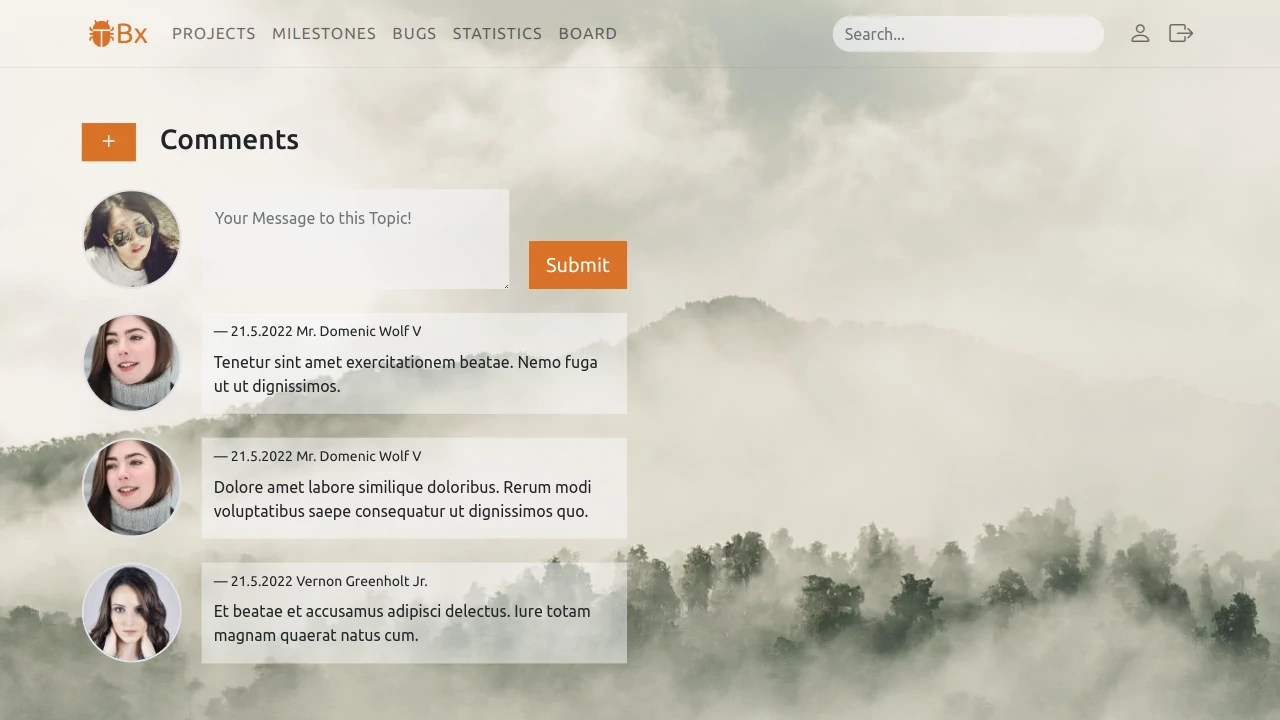 Bx PROJECTS MILESTONES BUGS STATISTICS BOARD Search...
+ Comments
Your Message to this Topic!
Submit
— 21.5.2022 Mr. Domenic Wolf V
Tenetur sint amet exercitationem beatae. Nemo fuga
ut ut dignissimos.
— 21.5.2022 Mr. Domenic Wolf V
Dolore amet labore similique doloribus. Rerum modi
voluptatibus saepe consequatur ut dignissimos quo.
— 21.5.2022 Vernon Greenholt Jr.
Et beatae et accusamus adipisci delectus. Iure totam
magnam quaerat natus cum.